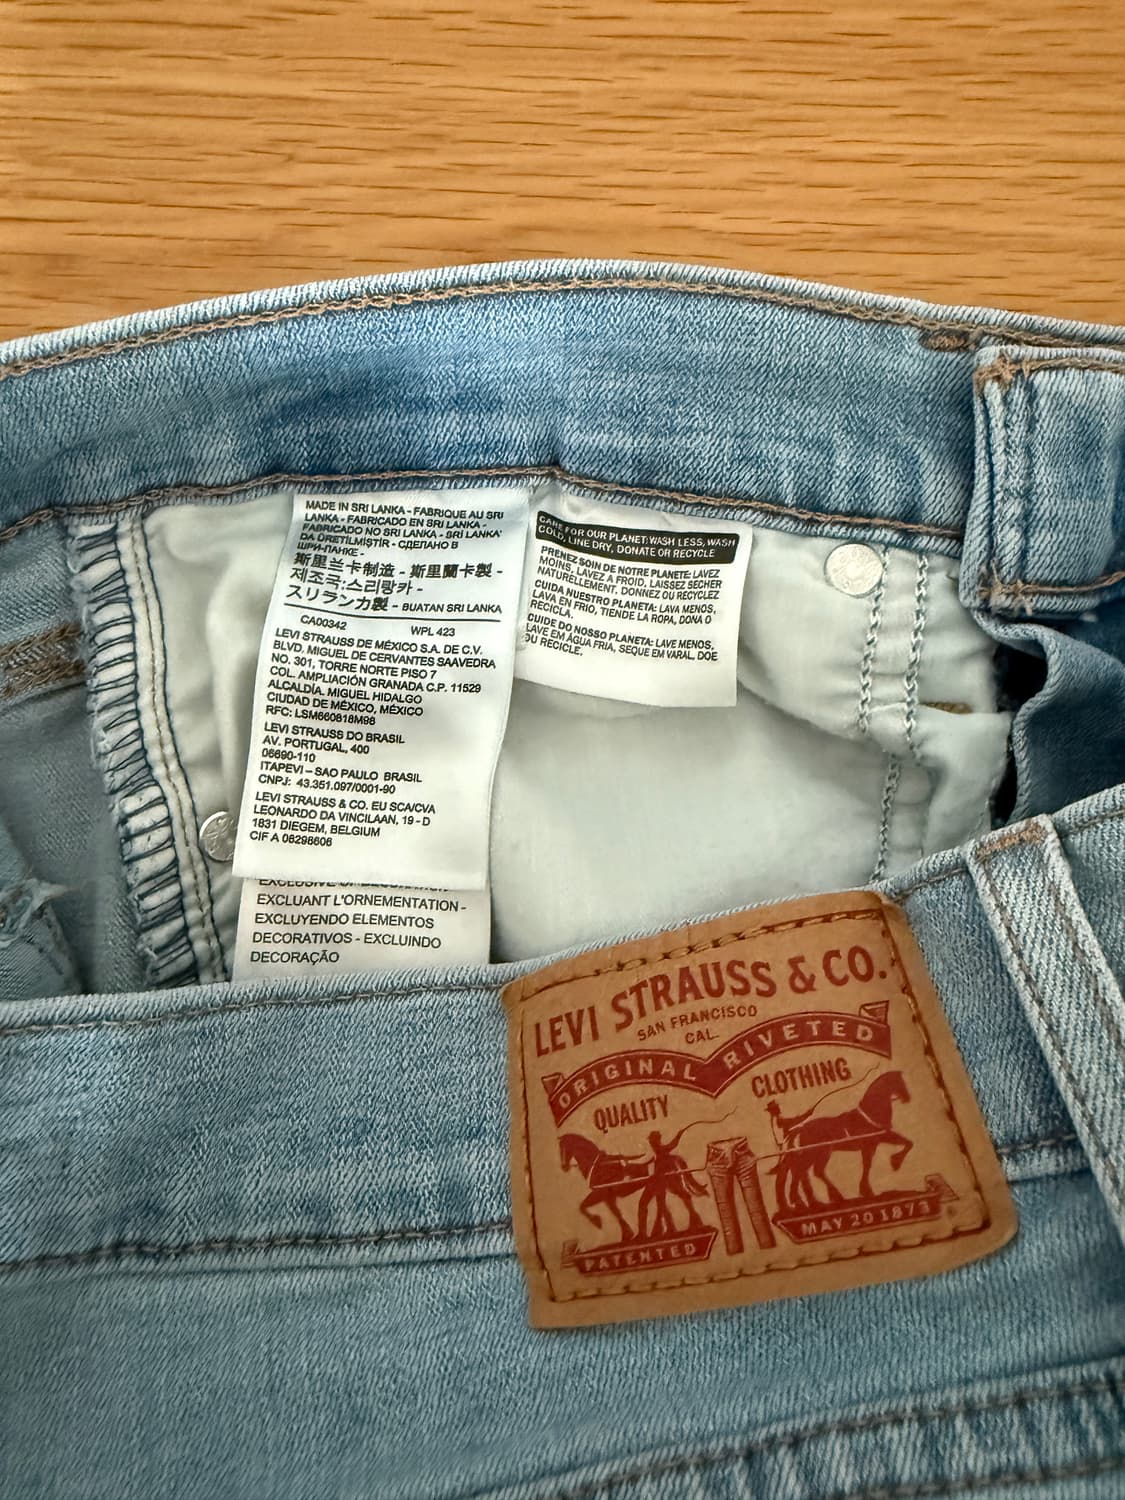 MADE IN SRI LANKA - FABRIQUE AU SRI
LANKA - FABRICADO EN SRI LANKA -
FABRICADO NO SRI LANKA - SRI LANKA'
DA ÜRETİLMİŞTİR - СДЕЛАНО В
ШРИ-ЛАНКЕ -
斯里兰卡制造 - 斯里蘭卡製 -
제조국:스리랑카 -
スリランカ製 - BUATAN SRI LANKA
CA00342 WPL 423
LEVI STRAUSS DE MÉXICO S.A. DE C.V.
BLVD. MIGUEL DE CERVANTES SAAVEDRA
NO. 301, TORRE NORTE PISO 7
COL. AMPLIACIÓN GRANADA C.P. 11529
ALCALDÍA. MIGUEL HIDALGO
CIUDAD DE MÉXICO, MÉXICO
RFC: LSM660818M98
LEVI STRAUSS DO BRASIL
AV. PORTUGAL, 400
06690-110
ITAPEVI – SAO PAULO BRASIL
CNPJ: 43.351.097/0001-90
LEVI STRAUSS & CO. EU SCA/CVA
LEONARDO DA VINCILAAN, 19 - D
1831 DIEGEM, BELGIUM
CIF A 08298606
EXCLUSIVE OF DECORATION -
EXCLUANT L'ORNEMENTATION -
EXCLUYENDO ELEMENTOS
DECORATIVOS - EXCLUINDO
DECORAÇÃO
CARE FOR OUR PLANET: WASH LESS, WASH
COLD, LINE DRY, DONATE OR RECYCLE
PRENEZ SOIN DE NOTRE PLANETE: LAVEZ
MOINS, LAVEZ A FROID, LAISSEZ SECHER
NATURELLEMENT. DONNEZ OU RECYCLEZ
CUIDA NUESTRO PLANETA: LAVA MENOS,
LAVA EN FRIO, TIENDE LA ROPA, DONA O
RECICLA.
CUIDE DO NOSSO PLANETA: LAVE MENOS,
LAVE EM ÁGUA FRIA, SEQUE EM VARAL, DOE
OU RECICLE.
LEVI STRAUSS & CO.
SAN FRANCISCO
CAL.
ORIGINAL RIVETED
QUALITY CLOTHING
PATENTED MAY 20 1873